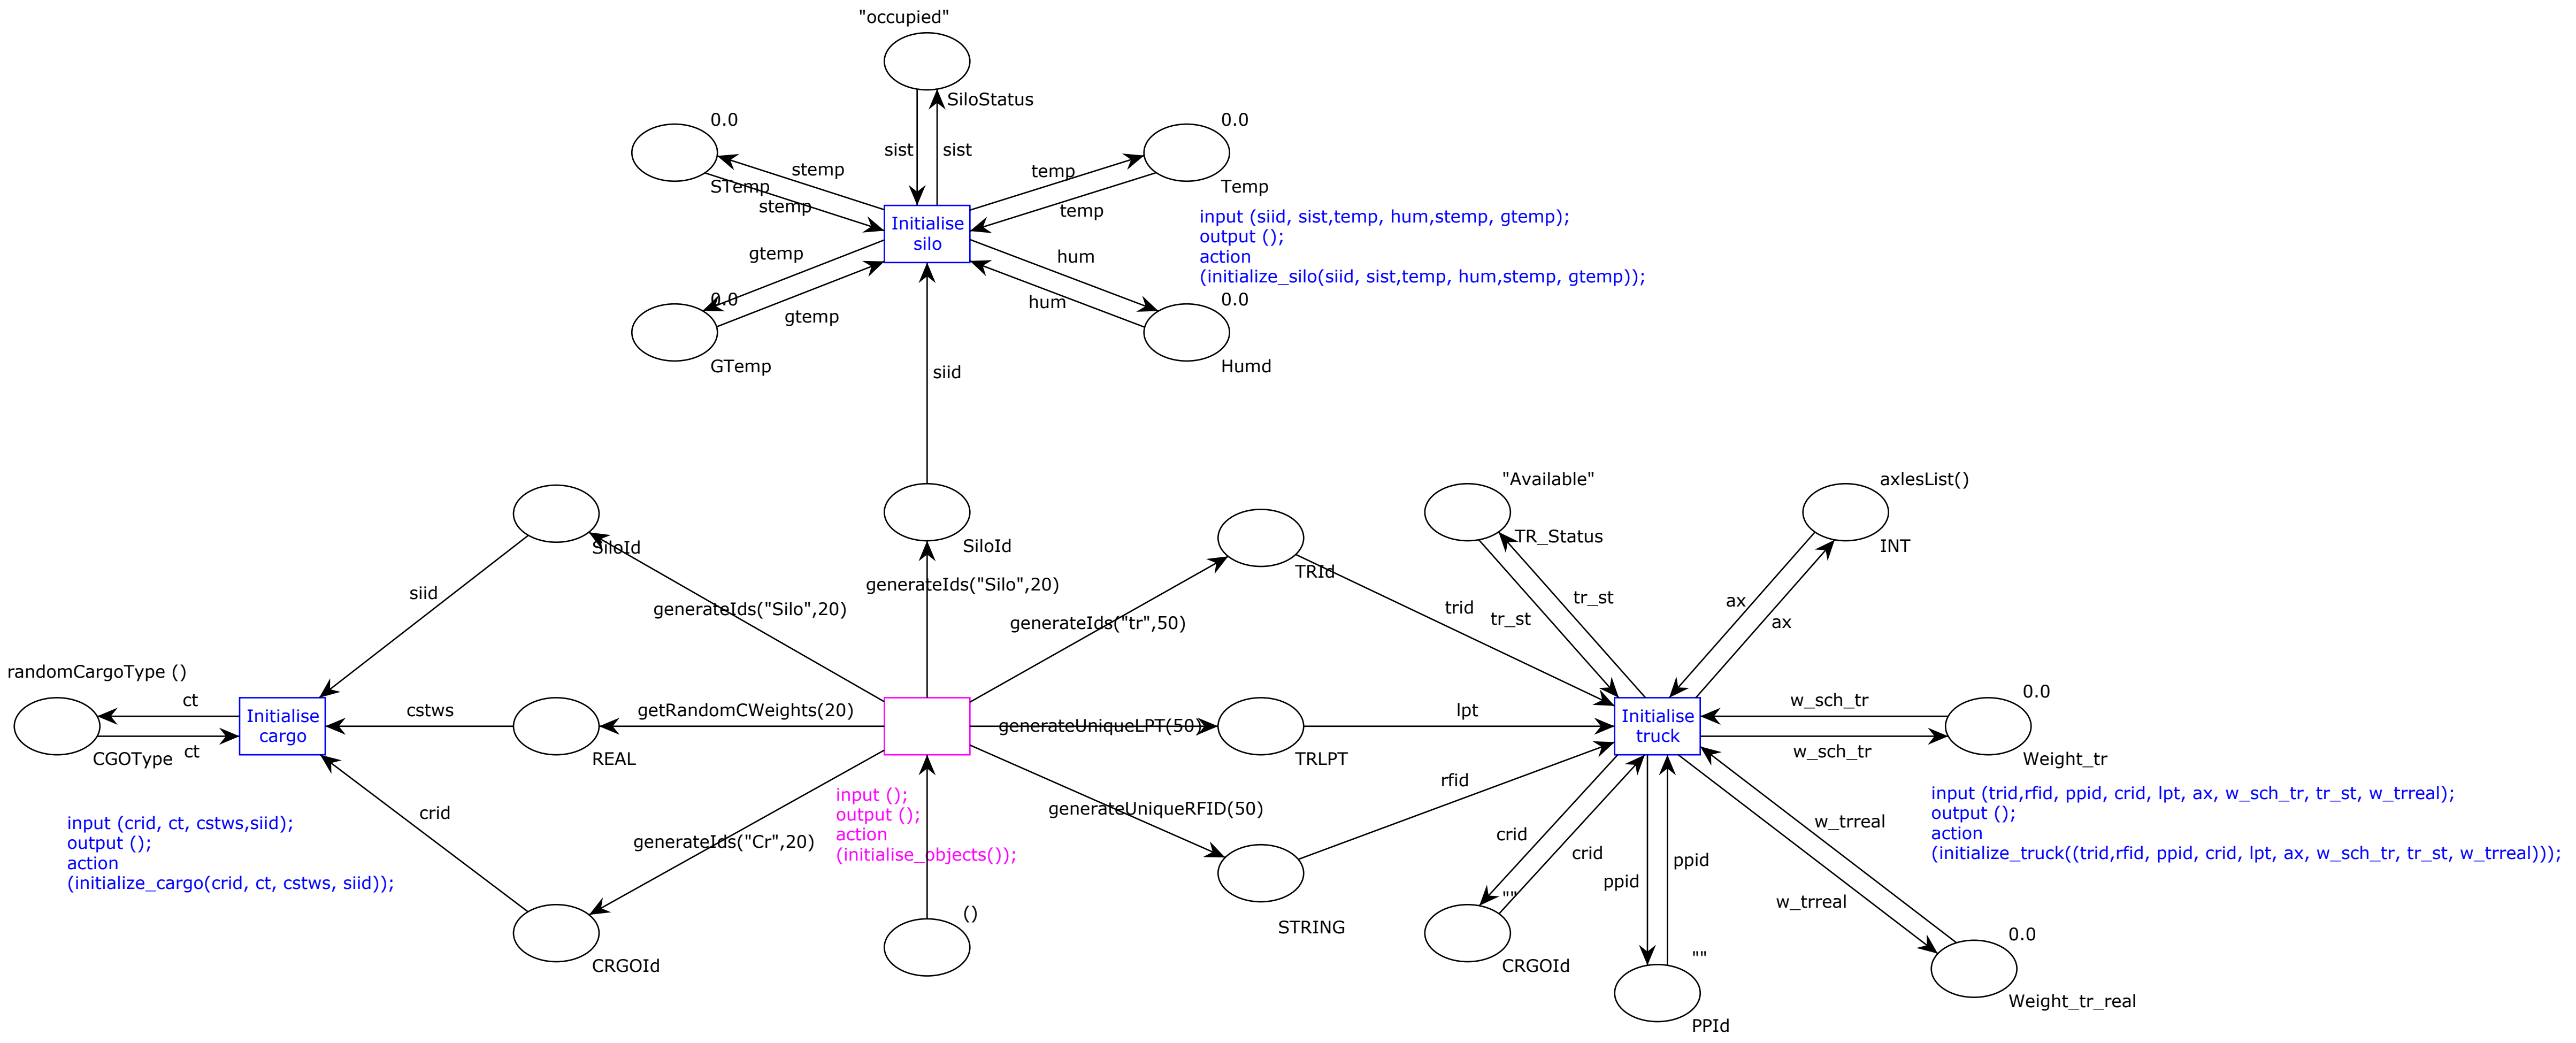 "occupied"
SiloStatus
0.0
0.0
stemp
sist
sist
temp
STemp
stemp
Temp
temp
Initialise
silo
input (siid, sist,temp, hum,stemp, gtemp);
output ();
action
(initialize_silo(siid, sist,temp, hum,stemp, gtemp));
gtemp
hum
0.0
0.0
hum
gtemp
GTemp
Humd
siid
"Available"
axlesList()
TR_Status
INT
SiloId
SiloId
TRId
generateIds("Silo",20)
siid
generateIds("Silo",20)
generateIds("tr",50)
trid
tr_st
tr_st
ax
ax
randomCargoType ()
ct
Initialise
cargo
ct
CGOType
cstws
REAL
getRandomCWeights(20)
generateUniqueLPT(50)
TRLPT
lpt
Initialise
truck
w_sch_tr
0.0
w_sch_tr
Weight_tr
rfid
crid
input (crid, ct, cstws,siid);
output ();
action
(initialize_cargo(crid, ct, cstws, siid));
generateIds("Cr",20)
input ();
output ();
action
(initialise_objects());
generateUniqueRFID(50)
input (trid,rfid, ppid, crid, lpt, ax, w_sch_tr, tr_st, w_trreal);
output ();
action
(initialize_truck((trid,rfid, ppid, crid, lpt, ax, w_sch_tr, tr_st, w_trreal)));
crid
crid
ppid
ppid
w_trreal
w_trreal
CRGOId
()
STRING
""
CRGOId
""
PPId
0.0
Weight_tr_real